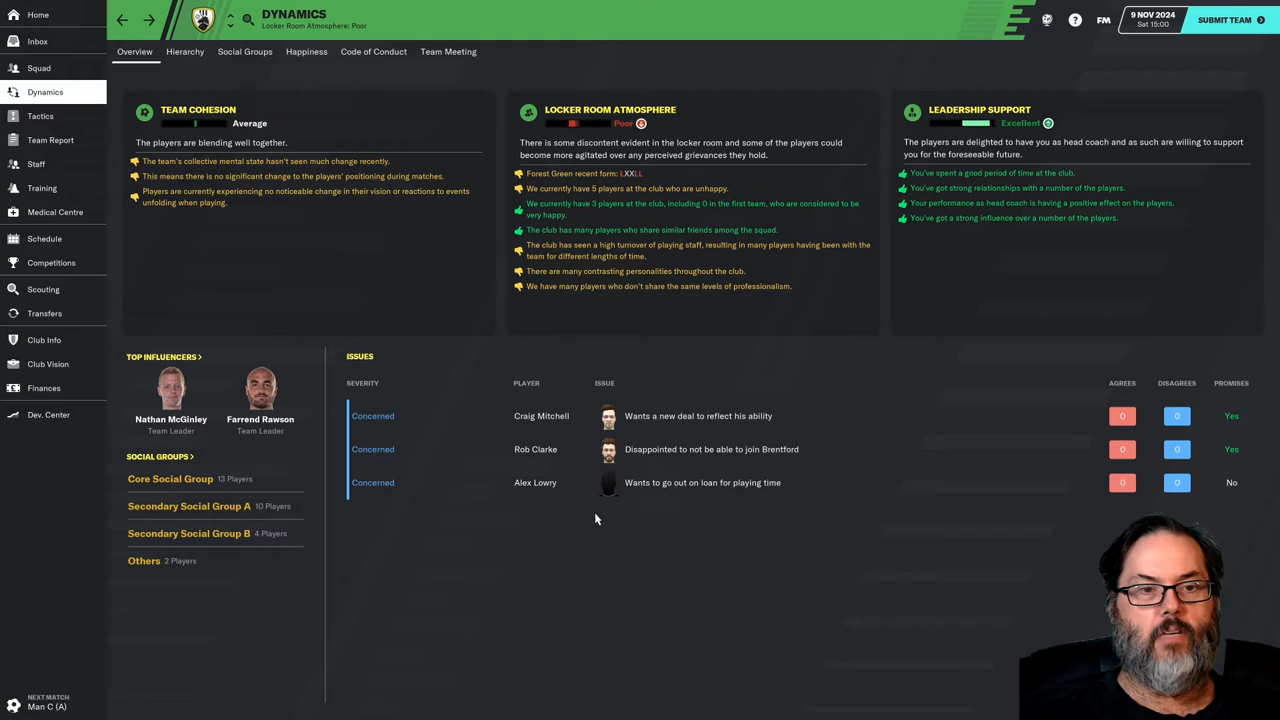 Home
Inbox
Squad
Dynamics
Tactics
Team Report
Staff
Training
Medical Centre
Schedule
Competitions
Scouting
Transfers
Club Info
Club Vision
Finances
Dev. Center
NEXT MATCH
Man C (A)
DYNAMICS
Locker Room Atmosphere: Poor
?
FM
9 NOV 2024
Sat 15:00
SUBMIT TEAM
Overview
Hierarchy
Social Groups
Happiness
Code of Conduct
Team Meeting
TEAM COHESION
Average
The players are blending well together.
The team's collective mental state hasn't seen much change recently.
This means there is no significant change to the players' positioning during matches.
Players are currently experiencing no noticeable change in their vision or reactions to events
unfolding when playing.
LOCKER ROOM ATMOSPHERE
Poor
There is some discontent evident in the locker room and some of the players could
become more agitated over any perceived grievances they hold.
Forest Green recent form: LXXLL
We currently have 5 players at the club who are unhappy.
We currently have 3 players at the club, including 0 in the first team, who are considered to be
very happy.
The club has many players who share similar friends among the squad.
The club has seen a high turnover of playing staff, resulting in many players having been with the
team for different lengths of time.
There are many contrasting personalities throughout the club.
We have many players who don't share the same levels of professionalism.
LEADERSHIP SUPPORT
Excellent
The players are delighted to have you as head coach and as such are willing to support
you for the foreseeable future.
You've spent a good period of time at the club.
You've got strong relationships with a number of the players.
Your performance as head coach is having a positive effect on the players.
You've got a strong influence over a number of the players.
TOP INFLUENCERS >
Nathan McGinley
Team Leader
Farrend Rawson
Team Leader
SOCIAL GROUPS >
Core Social Group 13 Players
Secondary Social Group A 10 Players
Secondary Social Group B 4 Players
Others 2 Players
ISSUES
SEVERITY PLAYER ISSUE AGREES DISAGREES PROMISES
Concerned Craig Mitchell Wants a new deal to reflect his ability 0 0 Yes
Concerned Rob Clarke Disappointed to not be able to join Brentford 0 0 Yes
Concerned Alex Lowry Wants to go out on loan for playing time 0 0 No